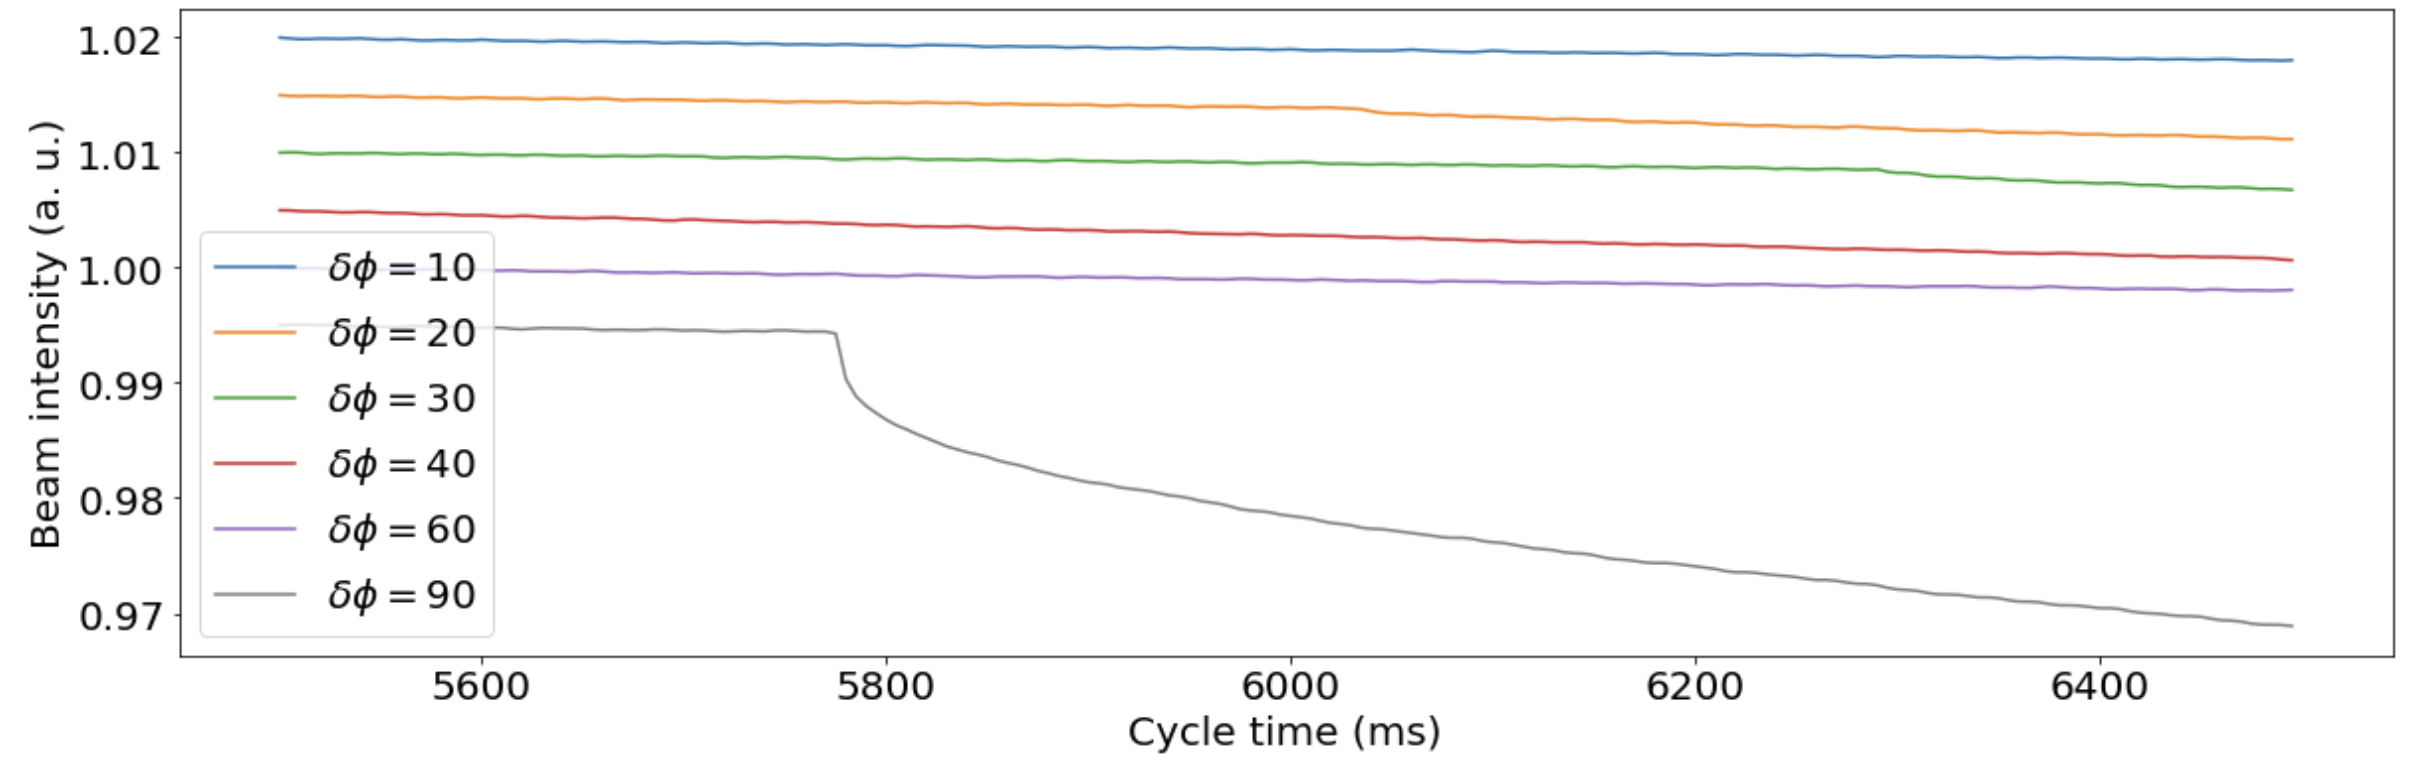 1.02
1.01
1.00
0.99
0.98
0.97
Beam intensity (a. u.)
δϕ = 10
δϕ = 20
δϕ = 30
δϕ = 40
δϕ = 60
δϕ = 90
5600 5800 6000 6200 6400
Cycle time (ms)